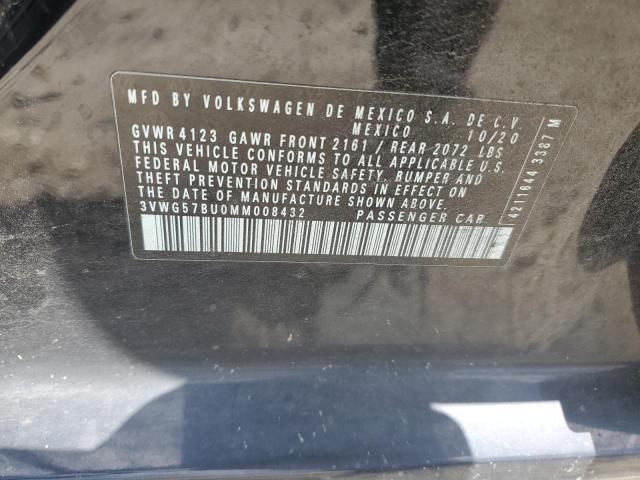 MFD BY VOLKSWAGEN DE MEXICO S.A. DE C.V.
MEXICO 10/20
GVWR 4123 GAWR FRONT 2161 / REAR 2072 LBS
THIS VEHICLE CONFORMS TO ALL APPLICABLE U.S.
FEDERAL MOTOR VEHICLE SAFETY, BUMPER, AND
THEFT PREVENTION STANDARDS IN EFFECT ON
THE DATE OF MANUFACTURE SHOWN ABOVE.
3VWG57BU0MM008432 PASSENGER CAR
4211644 3387 M